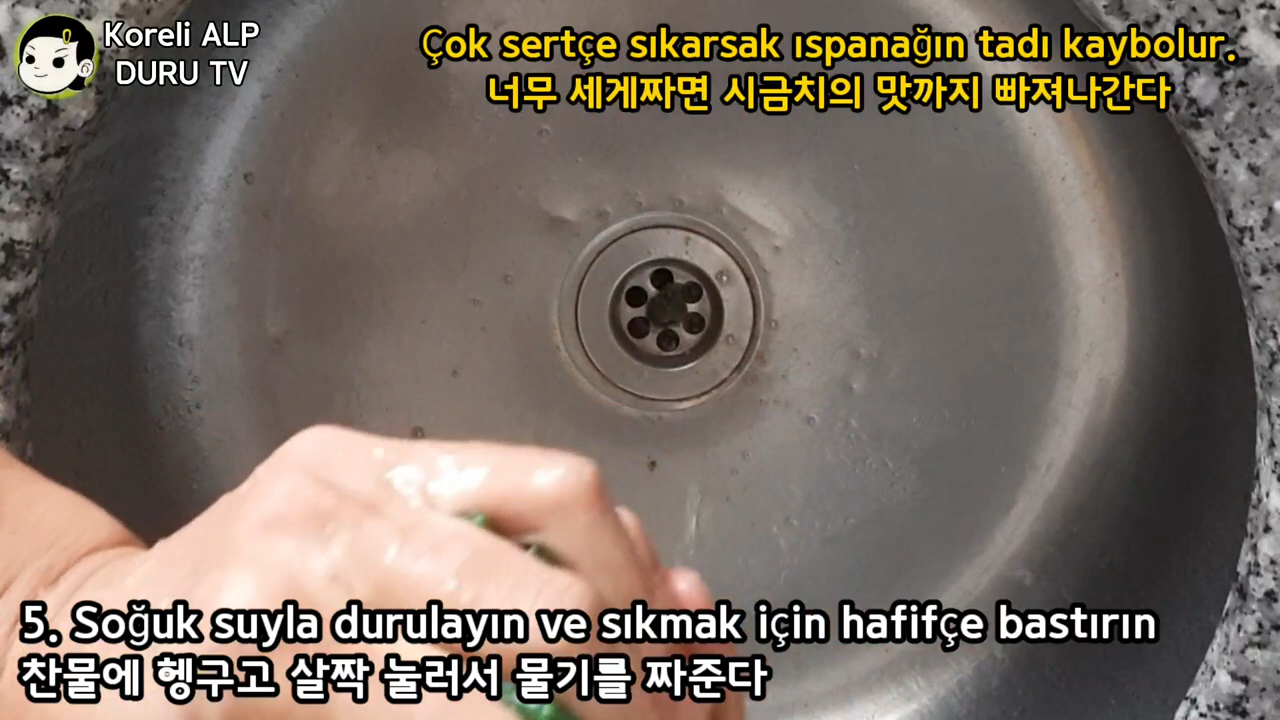 Koreli ALP
DURU TV
Çok sertçe sıkarsak ıspanağın tadı kaybolur.
너무 세게짜면 시금치의 맛까지 빠져나간다
5. Soğuk suyla durulayın ve sıkmak için hafifçe bastırın
찬물에 헹구고 살짝 눌러서 물기를 짜준다